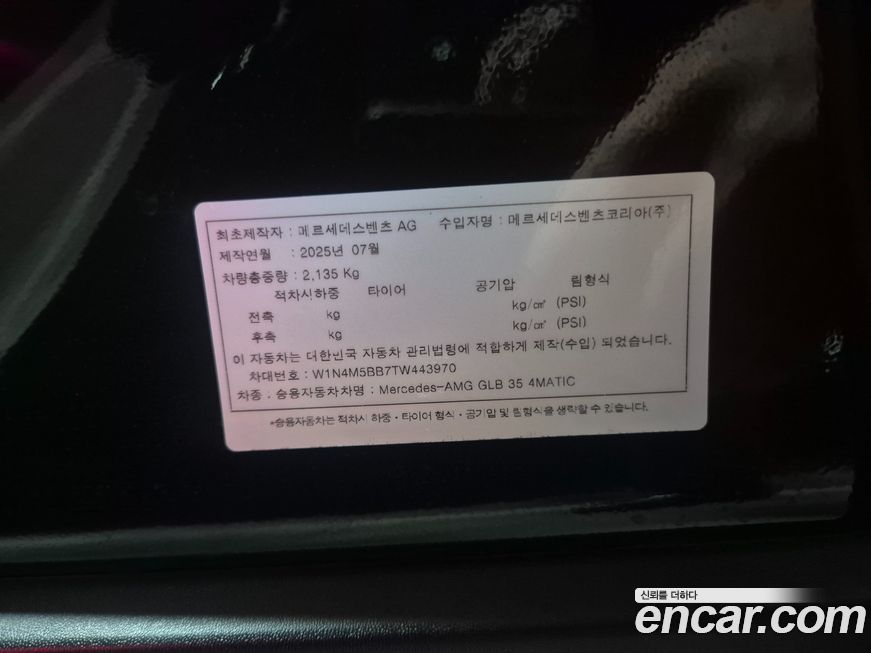 최초제작자 : 메르세데스벤츠 AG 수입자명 : 메르세데스벤츠코리아(주)
제작연월 : 2025년 07월
차량총중량 : 2,135 Kg
적차시하중 타이어 공기압 림형식
전축 kg kg/㎠ (PSI)
후축 kg kg/㎠ (PSI)
이 자동차는 대한민국 자동차 관리법령에 적합하게 제작(수입) 되었습니다.
차대번호 : W1N4M5BB7TW443970
차종 : 승용자동차차명 : Mercedes-AMG GLB 35 4MATIC
*승용자동차는 적차시 하중·타이어 형식·공기압 및 림형식을 생략할 수 있습니다.
신뢰를 더하다
encar.com